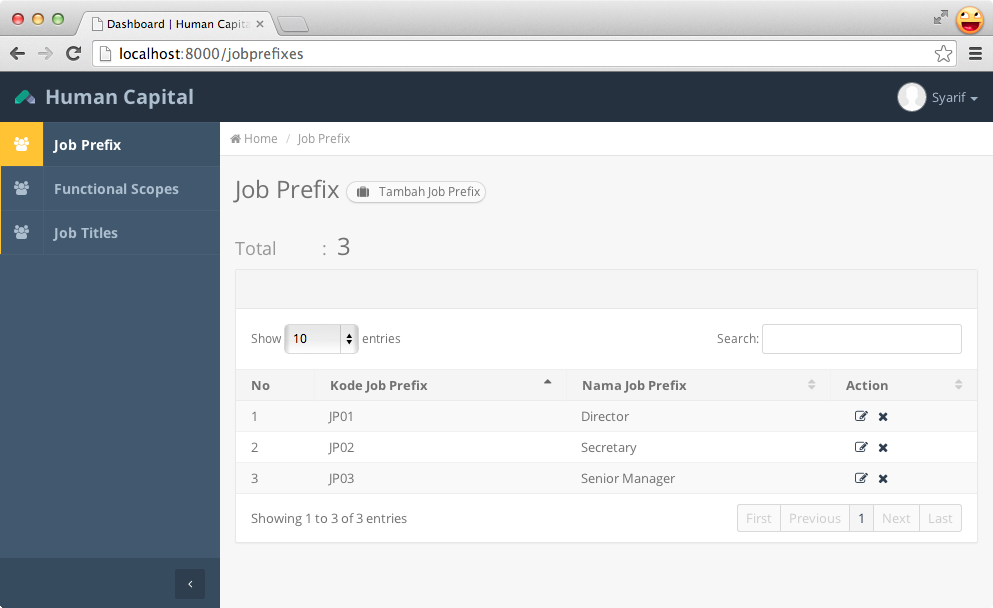 Dashboard | Human Capita
localhost:8000/jobprefixes
Human Capital
Syarif
Job Prefix
Functional Scopes
Job Titles
Home / Job Prefix
Job Prefix
Tambah Job Prefix
Total : 3
Show 10 entries
Search:
No Kode Job Prefix Nama Job Prefix Action
1 JP01 Director
2 JP02 Secretary
3 JP03 Senior Manager
Showing 1 to 3 of 3 entries
First Previous 1 Next Last